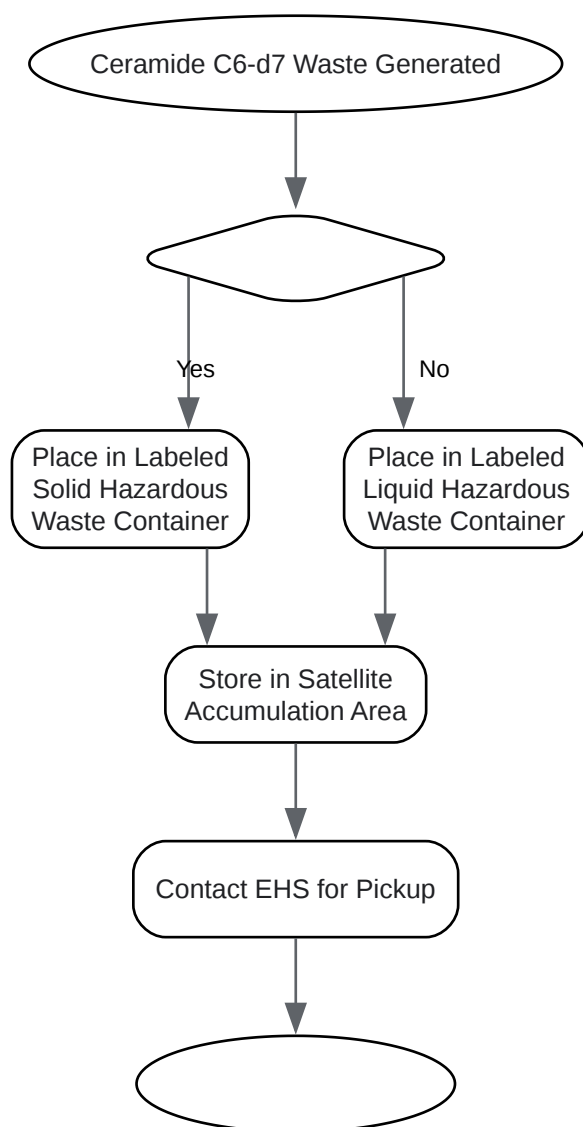 Ceramide C6-d7 Waste Generated
Yes
No
Place in Labeled
Solid Hazardous
Waste Container
Place in Labeled
Liquid Hazardous
Waste Container
Store in Satellite
Accumulation Area
Contact EHS for Pickup